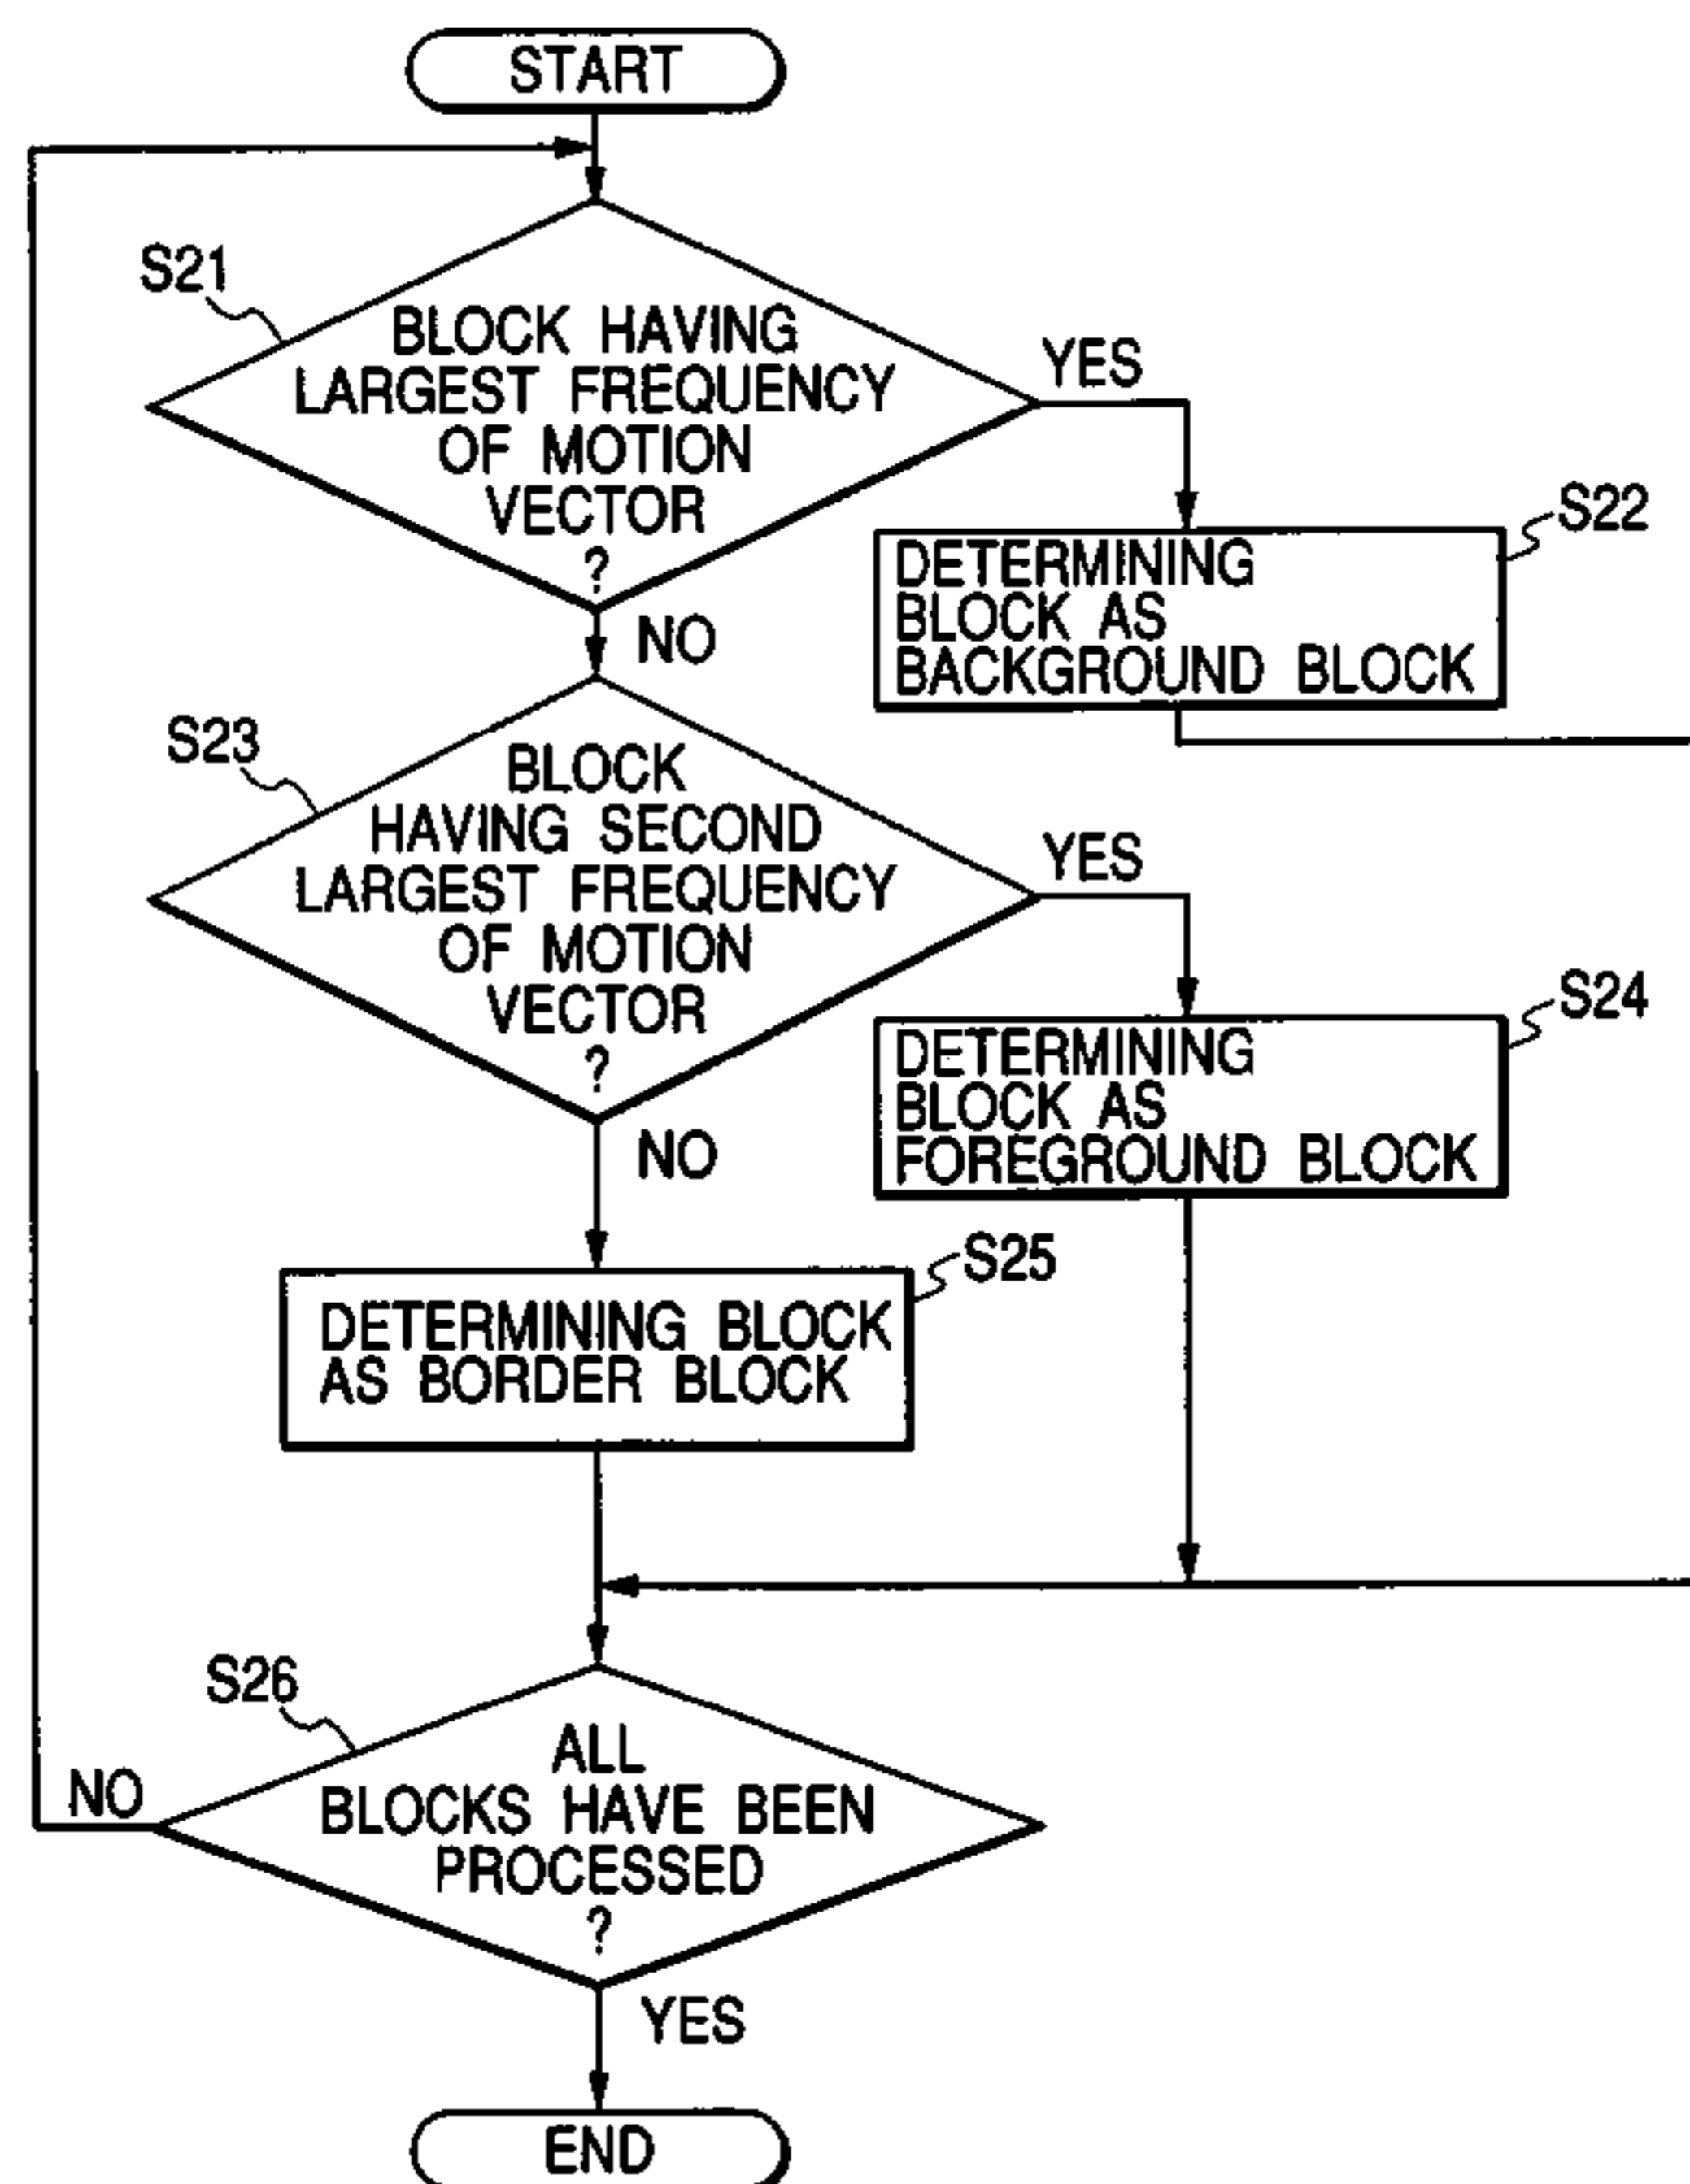 START
S21
BLOCK HAVING
LARGEST FREQUENCY
OF MOTION
VECTOR
?
YES
S22
DETERMINING
BLOCK AS
BACKGROUND BLOCK
NO
S23
BLOCK
HAVING SECOND
LARGEST FREQUENCY
OF MOTION
VECTOR
?
YES
S24
DETERMINING
BLOCK AS
FOREGROUND BLOCK
NO
S25
DETERMINING BLOCK
AS BORDER BLOCK
S26
ALL
BLOCKS HAVE BEEN
PROCESSED
?
NO
YES
END